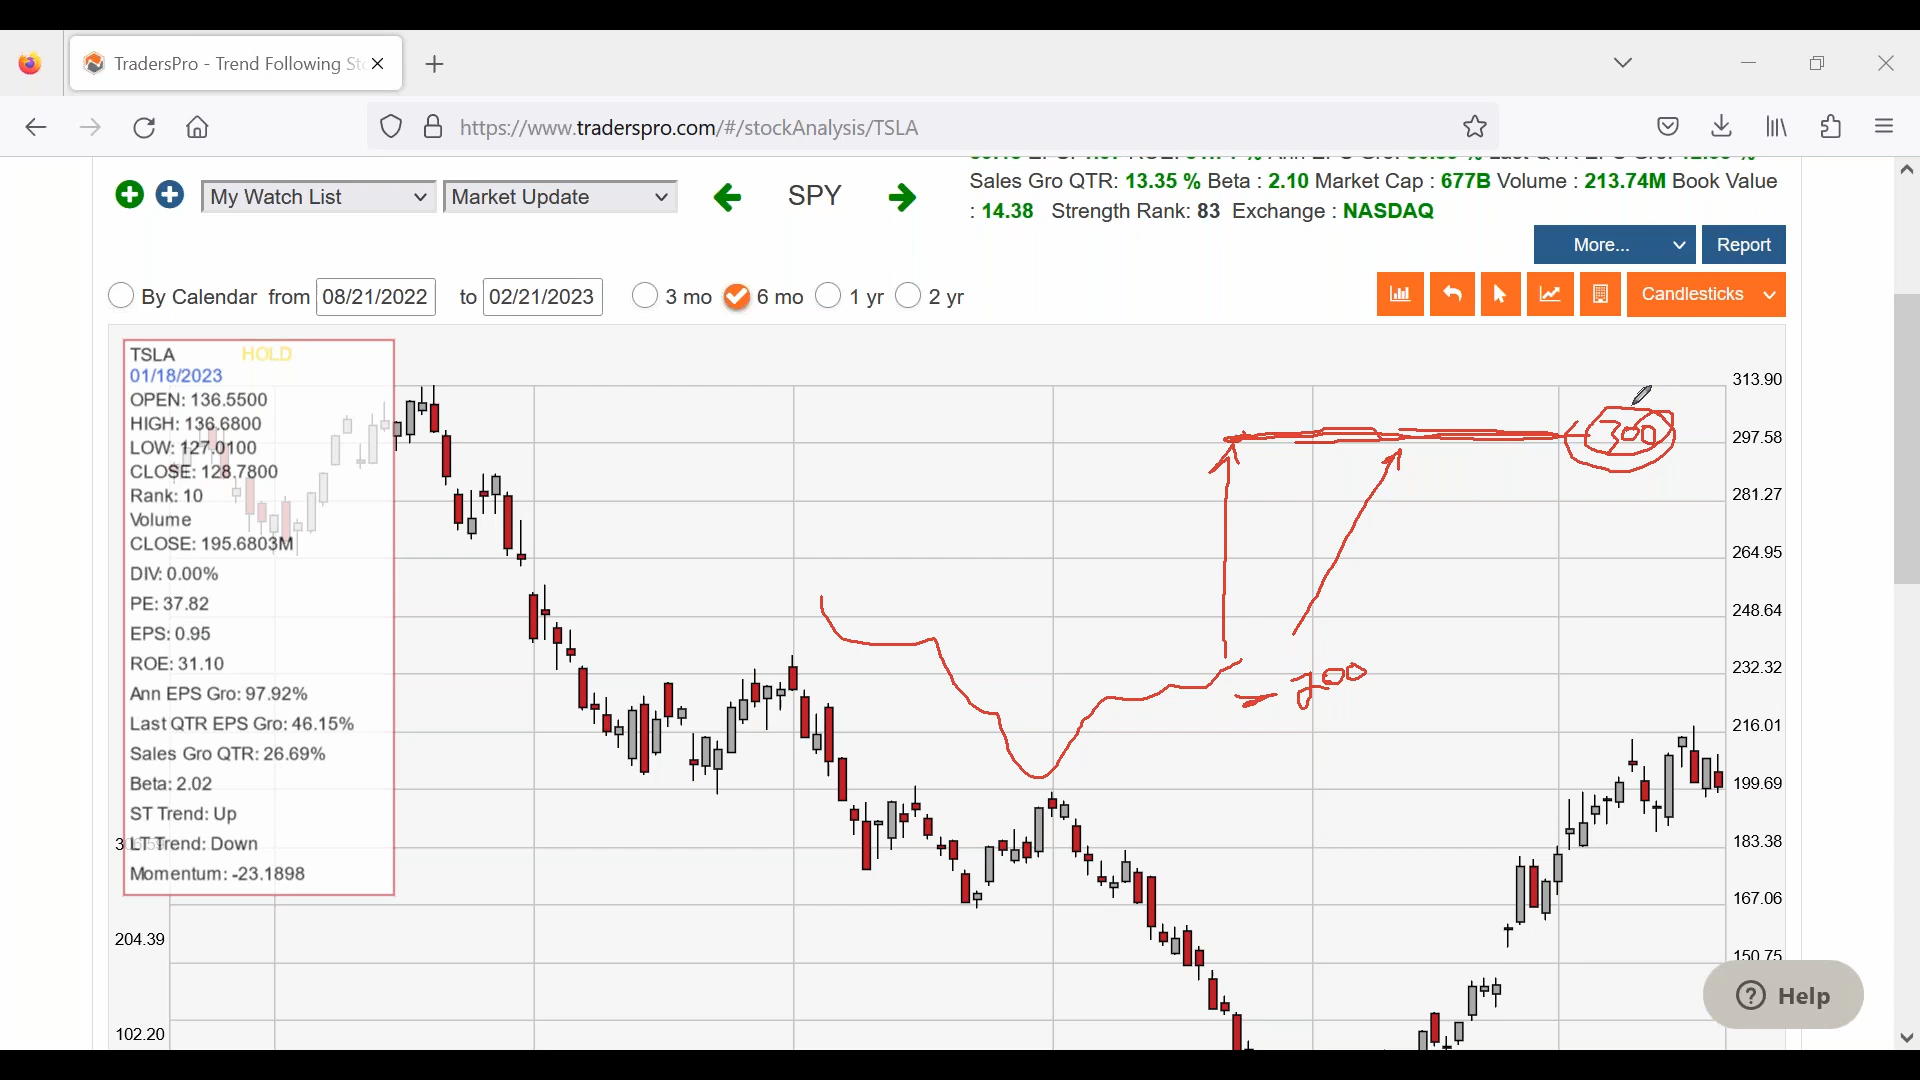 TradersPro - Trend Following St
https://www.traderspro.com/#/stockAnalysis/TSLA
Sales Gro QTR: 13.35 % Beta : 2.10 Market Cap : 677B Volume : 213.74M Book Value
My Watch List Market Update SPY
: 14.38 Strength Rank: 83 Exchange : NASDAQ
More... Report
By Calendar from 08/21/2022 to 02/21/2023 3 mo 6 mo 1 yr 2 yr
Candlesticks
TSLA HOLD
01/18/2023
OPEN: 136.5500
HIGH: 136.6800
LOW: 127.0100
CLOSE: 128.7800
Rank: 10
Volume
CLOSE: 195.6803M
DIV: 0.00%
PE: 37.82
EPS: 0.95
ROE: 31.10
Ann EPS Gro: 97.92%
Last QTR EPS Gro: 46.15%
Sales Gro QTR: 26.69%
Beta: 2.02
ST Trend: Up
LT Trend: Down
Momentum: -23.1898
204.39
102.20
300
200
313.90
297.58
281.27
264.95
248.64
232.32
216.01
199.69
183.38
167.06
150.75
Help